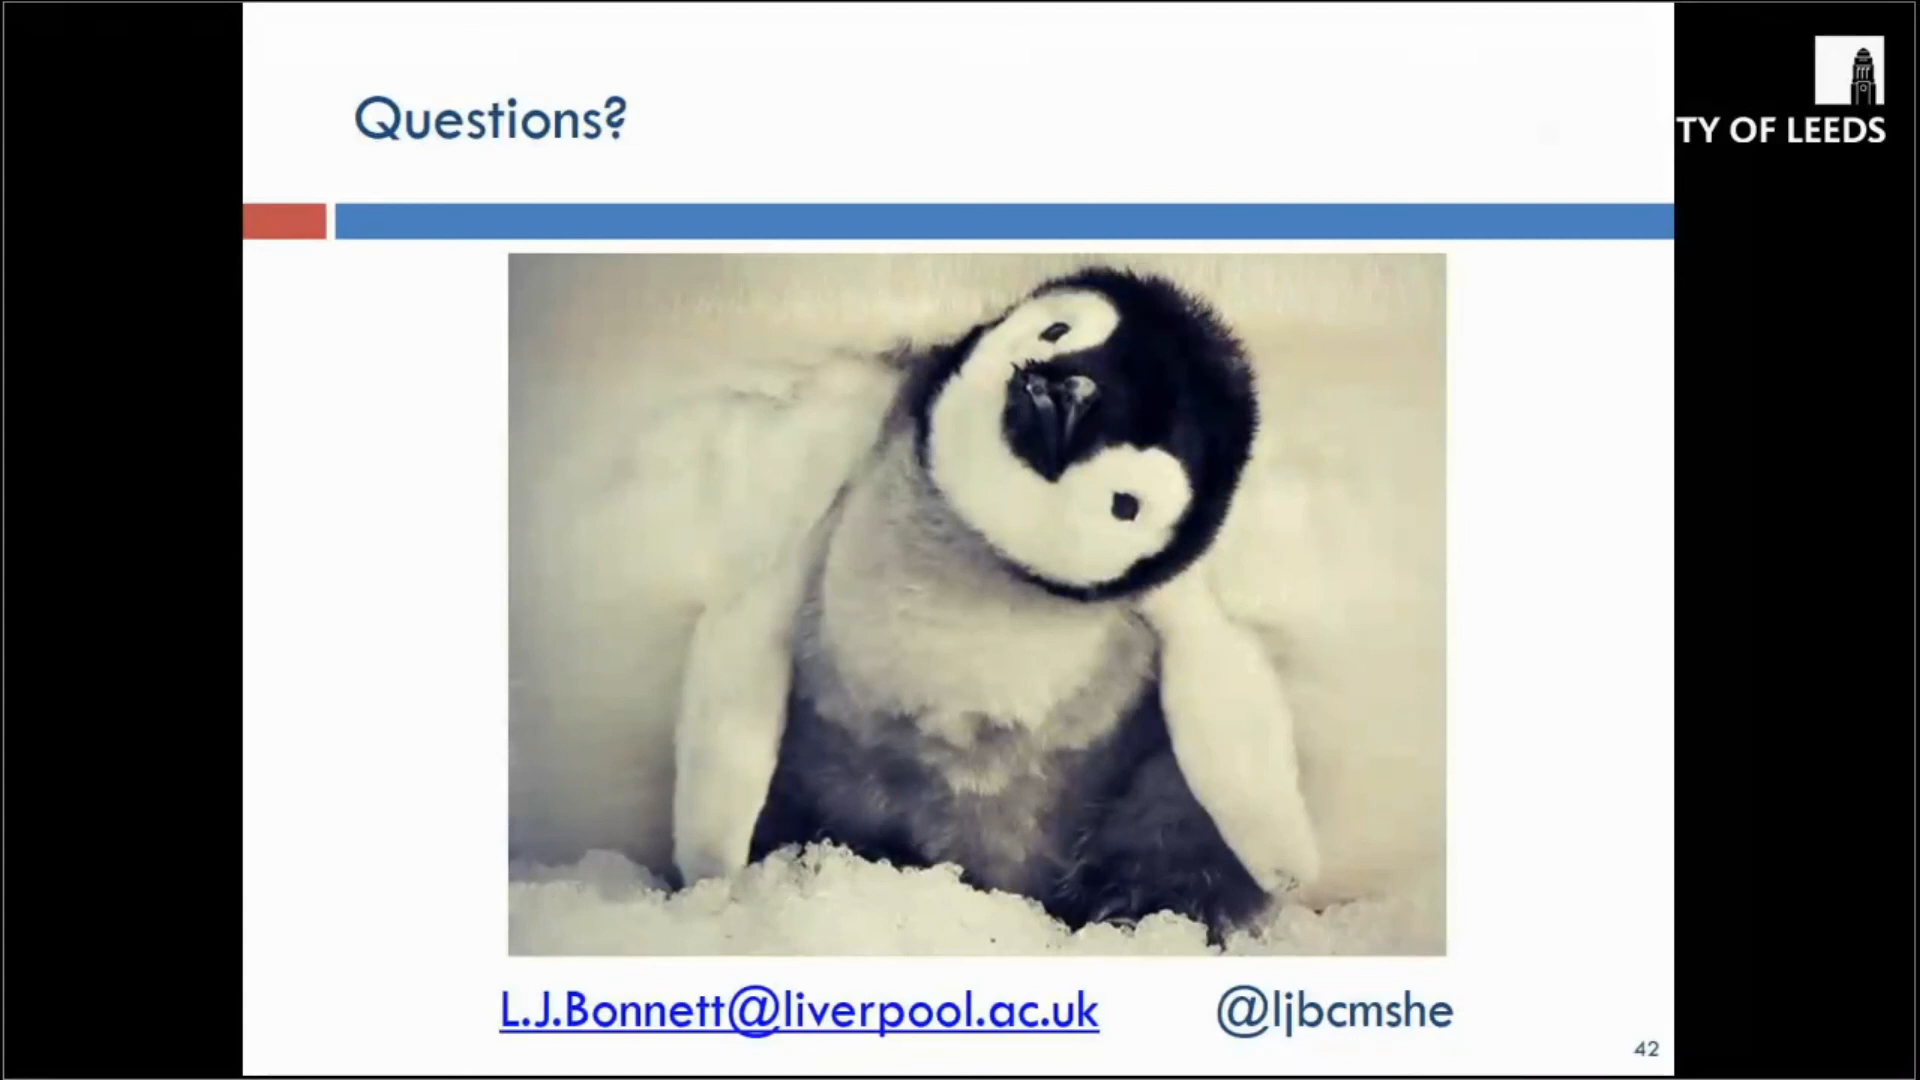 Questions?
TY OF LEEDS
L.J.Bonnett@liverpool.ac.uk
@ljbcmshe
42